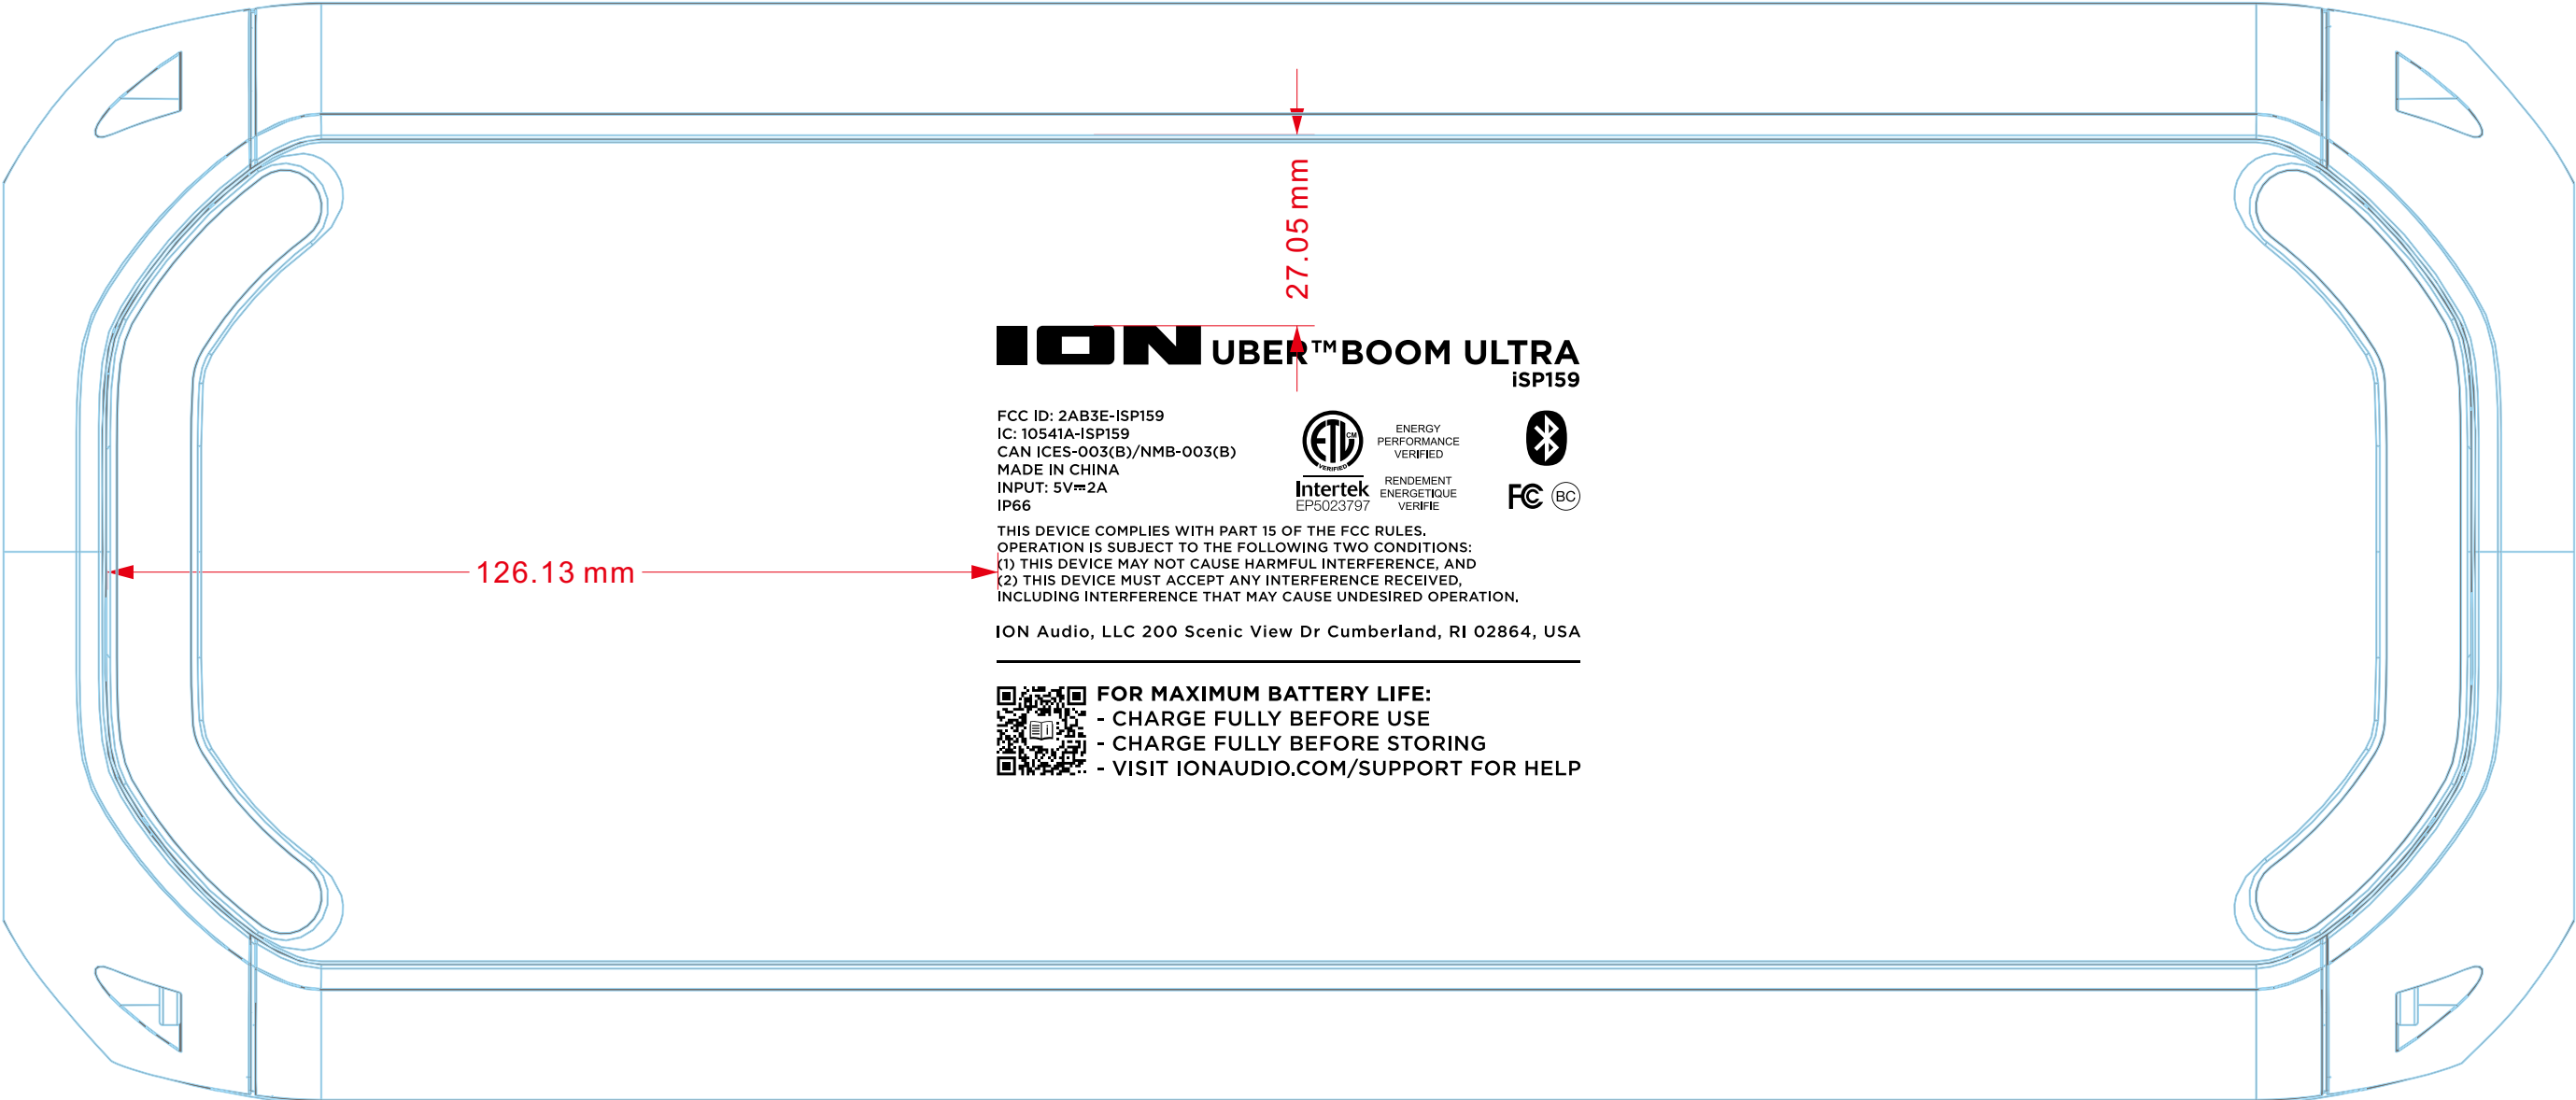 27.05 mm
ION UBER™ BOOM ULTRA
iSP159
FCC ID: 2AB3E-ISP159
IC: 10541A-ISP159
CAN ICES-003(B)/NMB-003(B)
MADE IN CHINA
INPUT: 5V⎓2A
IP66
ETL CM
VERIFIED
Intertek
EP5023797
ENERGY
PERFORMANCE
VERIFIED
RENDEMENT
ENERGETIQUE
VERIFIE
FC BC
THIS DEVICE COMPLIES WITH PART 15 OF THE FCC RULES.
OPERATION IS SUBJECT TO THE FOLLOWING TWO CONDITIONS:
(1) THIS DEVICE MAY NOT CAUSE HARMFUL INTERFERENCE, AND
(2) THIS DEVICE MUST ACCEPT ANY INTERFERENCE RECEIVED,
INCLUDING INTERFERENCE THAT MAY CAUSE UNDESIRED OPERATION.
126.13 mm
ION Audio, LLC 200 Scenic View Dr Cumberland, RI 02864, USA
FOR MAXIMUM BATTERY LIFE:
- CHARGE FULLY BEFORE USE
- CHARGE FULLY BEFORE STORING
- VISIT IONAUDIO.COM/SUPPORT FOR HELP